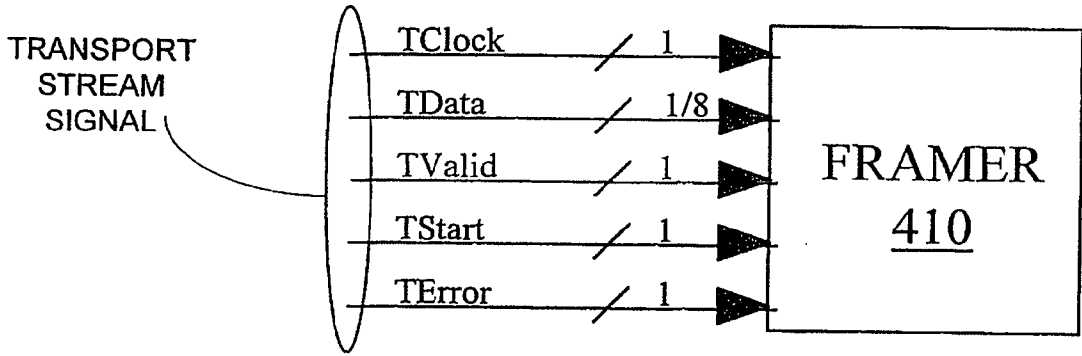 TRANSPORT
STREAM
SIGNAL
TClock 1
TData 1/8
TValid 1
TStart 1
TError 1
FRAMER
410